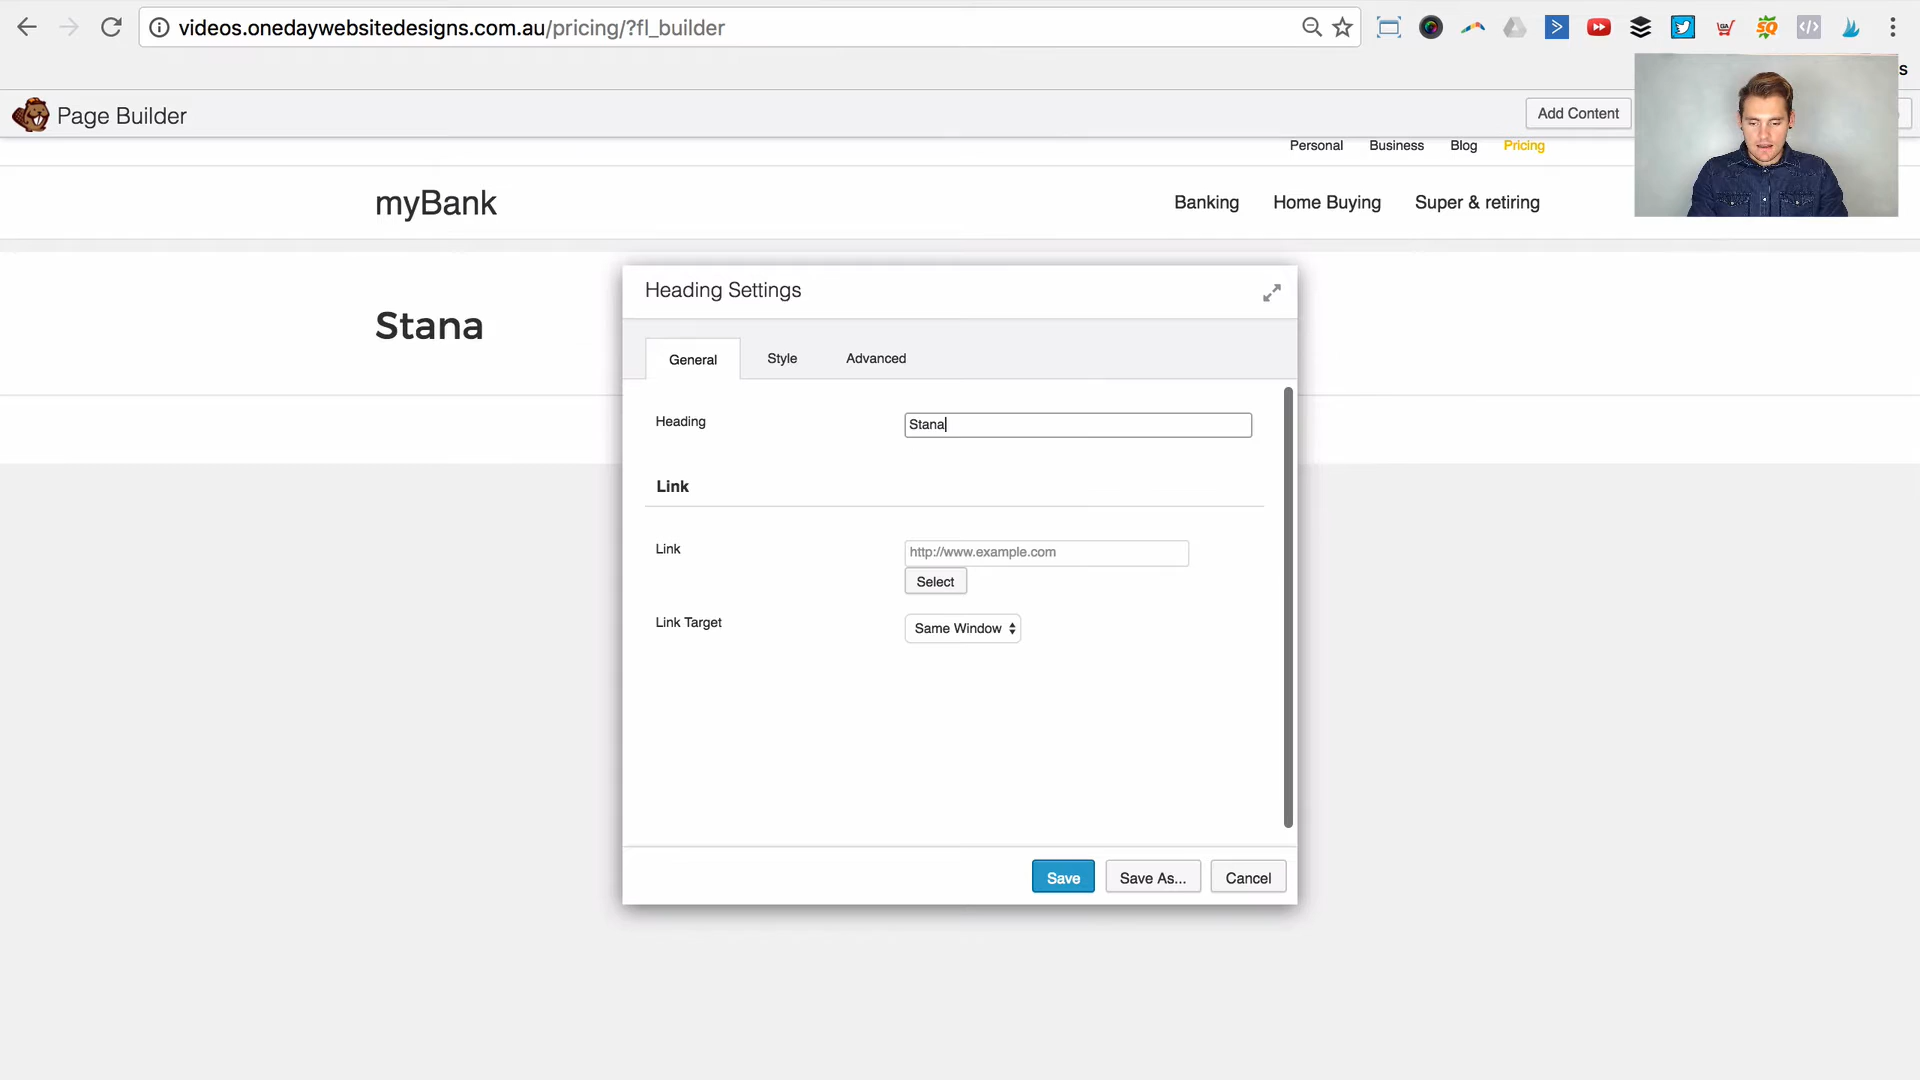 videos.onedaywebsitedesigns.com.au/pricing/?fl_builder
s
Page Builder
Add Content
Personal Business Blog Pricing
myBank
Banking Home Buying Super & retiring
Stana
Heading Settings
General Style Advanced
Heading Stana
Link
Link http://www.example.com
Select
Link Target Same Window
Save Save As... Cancel